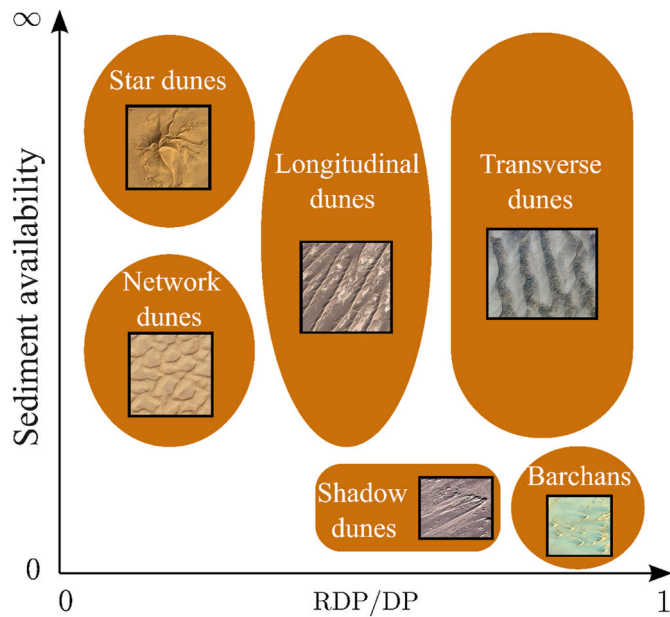 ∞
Sediment availability
0
Star dunes
Longitudinal
dunes
Transverse
dunes
Network
dunes
Shadow
dunes
Barchans
0
RDP/DP
1